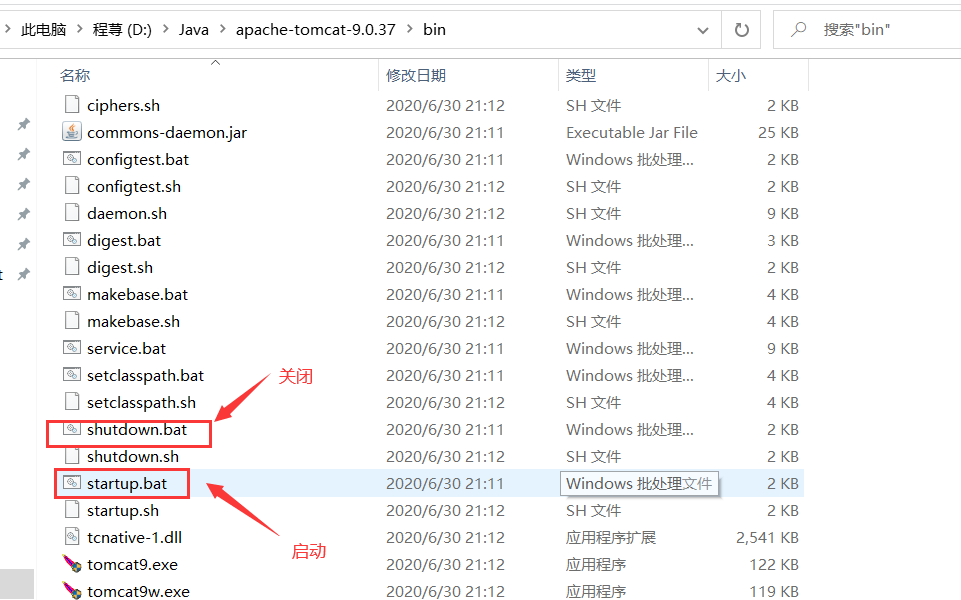 此电脑 > 程荨 (D:) > Java > apache-tomcat-9.0.37 > bin
搜索"bin"
名称 修改日期 类型 大小
ciphers.sh 2020/6/30 21:12 SH 文件 2 KB
commons-daemon.jar 2020/6/30 21:11 Executable Jar File 25 KB
configtest.bat 2020/6/30 21:11 Windows 批处理... 2 KB
configtest.sh 2020/6/30 21:12 SH 文件 2 KB
daemon.sh 2020/6/30 21:12 SH 文件 9 KB
digest.bat 2020/6/30 21:11 Windows 批处理... 3 KB
digest.sh 2020/6/30 21:12 SH 文件 2 KB
makebase.bat 2020/6/30 21:11 Windows 批处理... 4 KB
makebase.sh 2020/6/30 21:12 SH 文件 4 KB
service.bat 2020/6/30 21:11 Windows 批处理... 9 KB
setclasspath.bat 2020/6/30 21:11 Windows 批处理... 4 KB
关闭
setclasspath.sh 2020/6/30 21:12 SH 文件 4 KB
shutdown.bat 2020/6/30 21:11 Windows 批处理... 2 KB
shutdown.sh 2020/6/30 21:12 SH 文件 2 KB
startup.bat 2020/6/30 21:11 Windows 批处理文件 2 KB
startup.sh 2020/6/30 21:12 SH 文件 2 KB
tcnative-1.dll 2020/6/30 21:12 应用程序扩展 2,541 KB
启动
tomcat9.exe 2020/6/30 21:12 应用程序 122 KB
tomcat9w.exe 2020/6/30 21:12 应用程序 119 KB